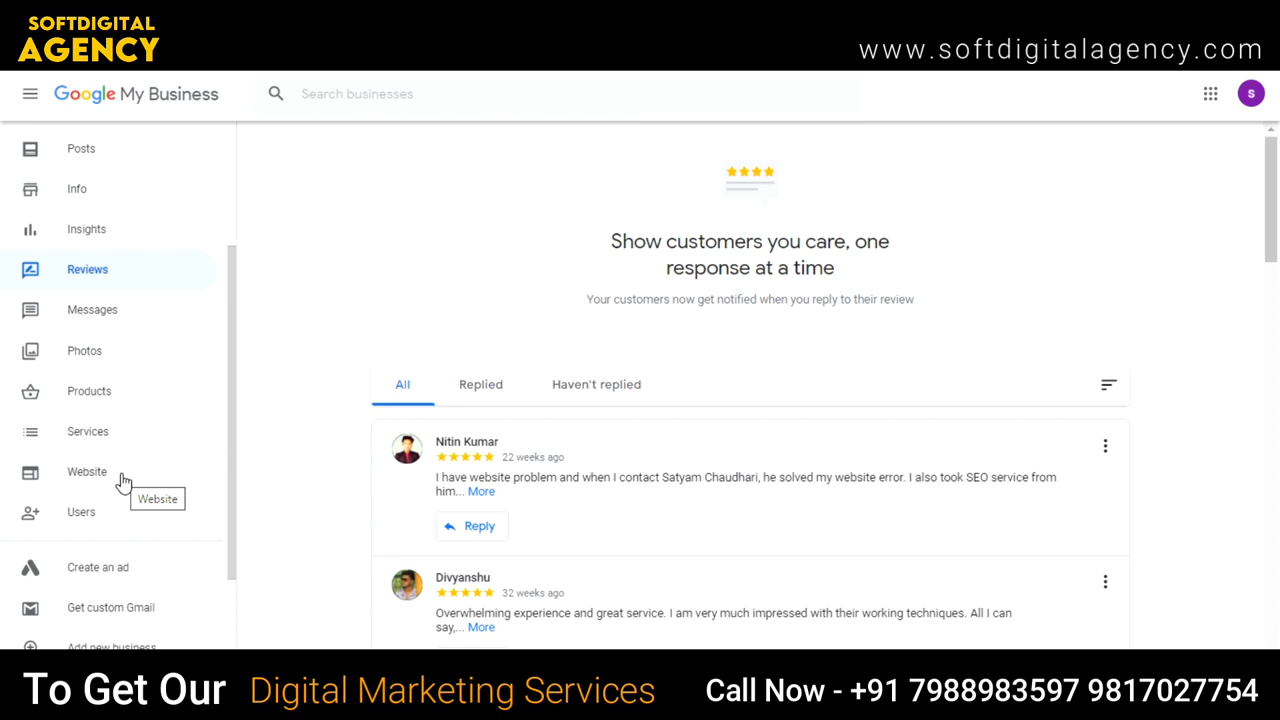 SOFTDIGITAL
AGENCY
www.softdigitalagency.com
Google My Business
Search businesses
S
Posts
Info
Insights
Reviews
Messages
Photos
Products
Services
Website
Website
Users
Create an ad
Get custom Gmail
Add new business
Show customers you care, one
response at a time
Your customers now get notified when you reply to their review
All
Replied
Haven't replied
Nitin Kumar
22 weeks ago
I have website problem and when I contact Satyam Chaudhari, he solved my website error. I also took SEO service from
him... More
Reply
Divyanshu
32 weeks ago
Overwhelming experience and great service. I am very much impressed with their working techniques. All I can
say,... More
To Get Our Digital Marketing Services Call Now - +91 7988983597 9817027754